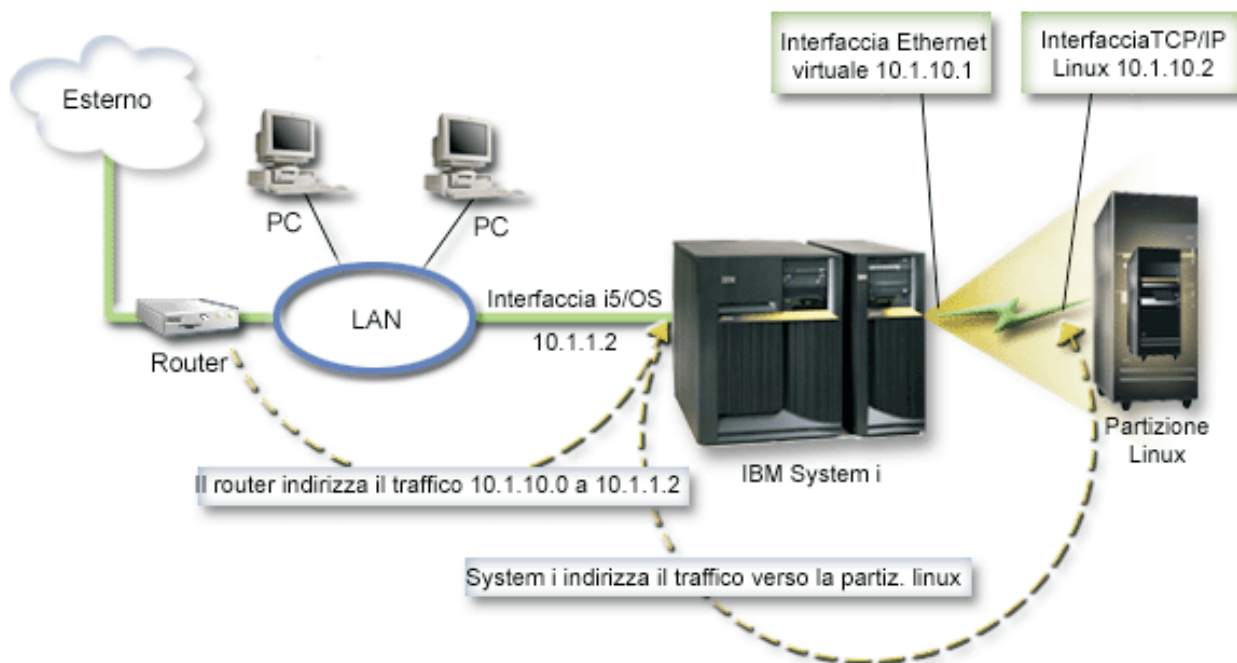 Interfaccia Ethernet
virtuale 10.1.10.1
InterfacciaTCP/IP
Linux 10.1.10.2
Esterno
PC
PC
LAN
Interfaccia i5/OS
10.1.1.2
Router
IBM System i
Partizione
Linux
Il router indirizza il traffico 10.1.10.0 a 10.1.1.2
System i indirizza il traffico verso la partiz. linux